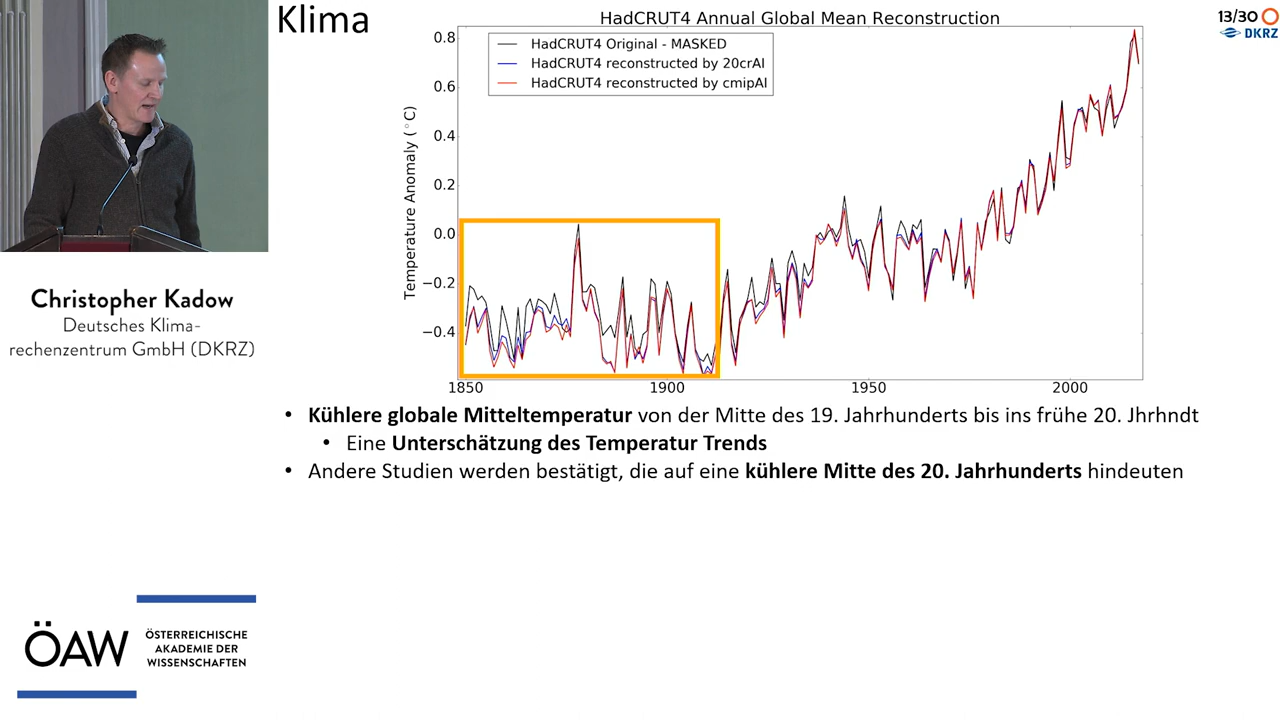 Klima
13/30
DKRZ
HadCRUT4 Annual Global Mean Reconstruction
HadCRUT4 Original - MASKED
HadCRUT4 reconstructed by 20crAI
HadCRUT4 reconstructed by cmipAI
Temperature Anomaly (°C)
0.8
0.6
0.4
0.2
0.0
−0.2
−0.4
1850 1900 1950 2000
• Kühlere globale Mitteltemperatur von der Mitte des 19. Jahrhunderts bis ins frühe 20. Jhrhndt
• Eine Unterschätzung des Temperatur Trends
• Andere Studien werden bestätigt, die auf eine kühlere Mitte des 20. Jahrhunderts hindeuten
Christopher Kadow
Deutsches Klima-
rechenzentrum GmbH (DKRZ)
ÖAW
ÖSTERREICHISCHE
AKADEMIE DER
WISSENSCHAFTEN